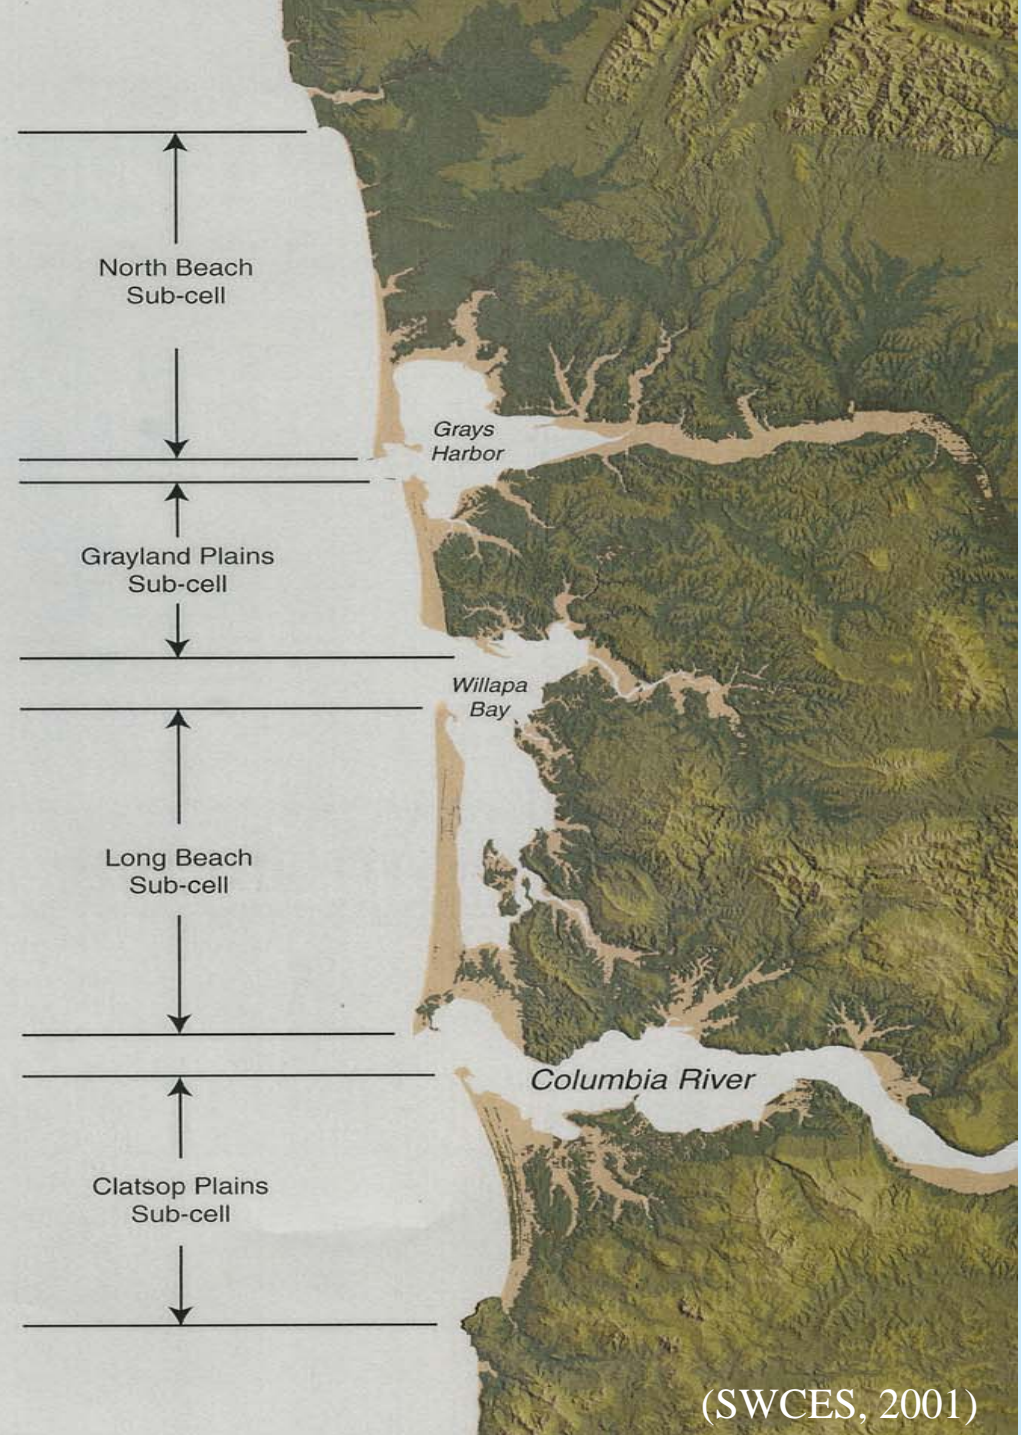 North Beach
Sub-cell
Grays
Harbor
Grayland Plains
Sub-cell
Willapa
Bay
Long Beach
Sub-cell
Columbia River
Clatsop Plains
Sub-cell
(SWCES, 2001)